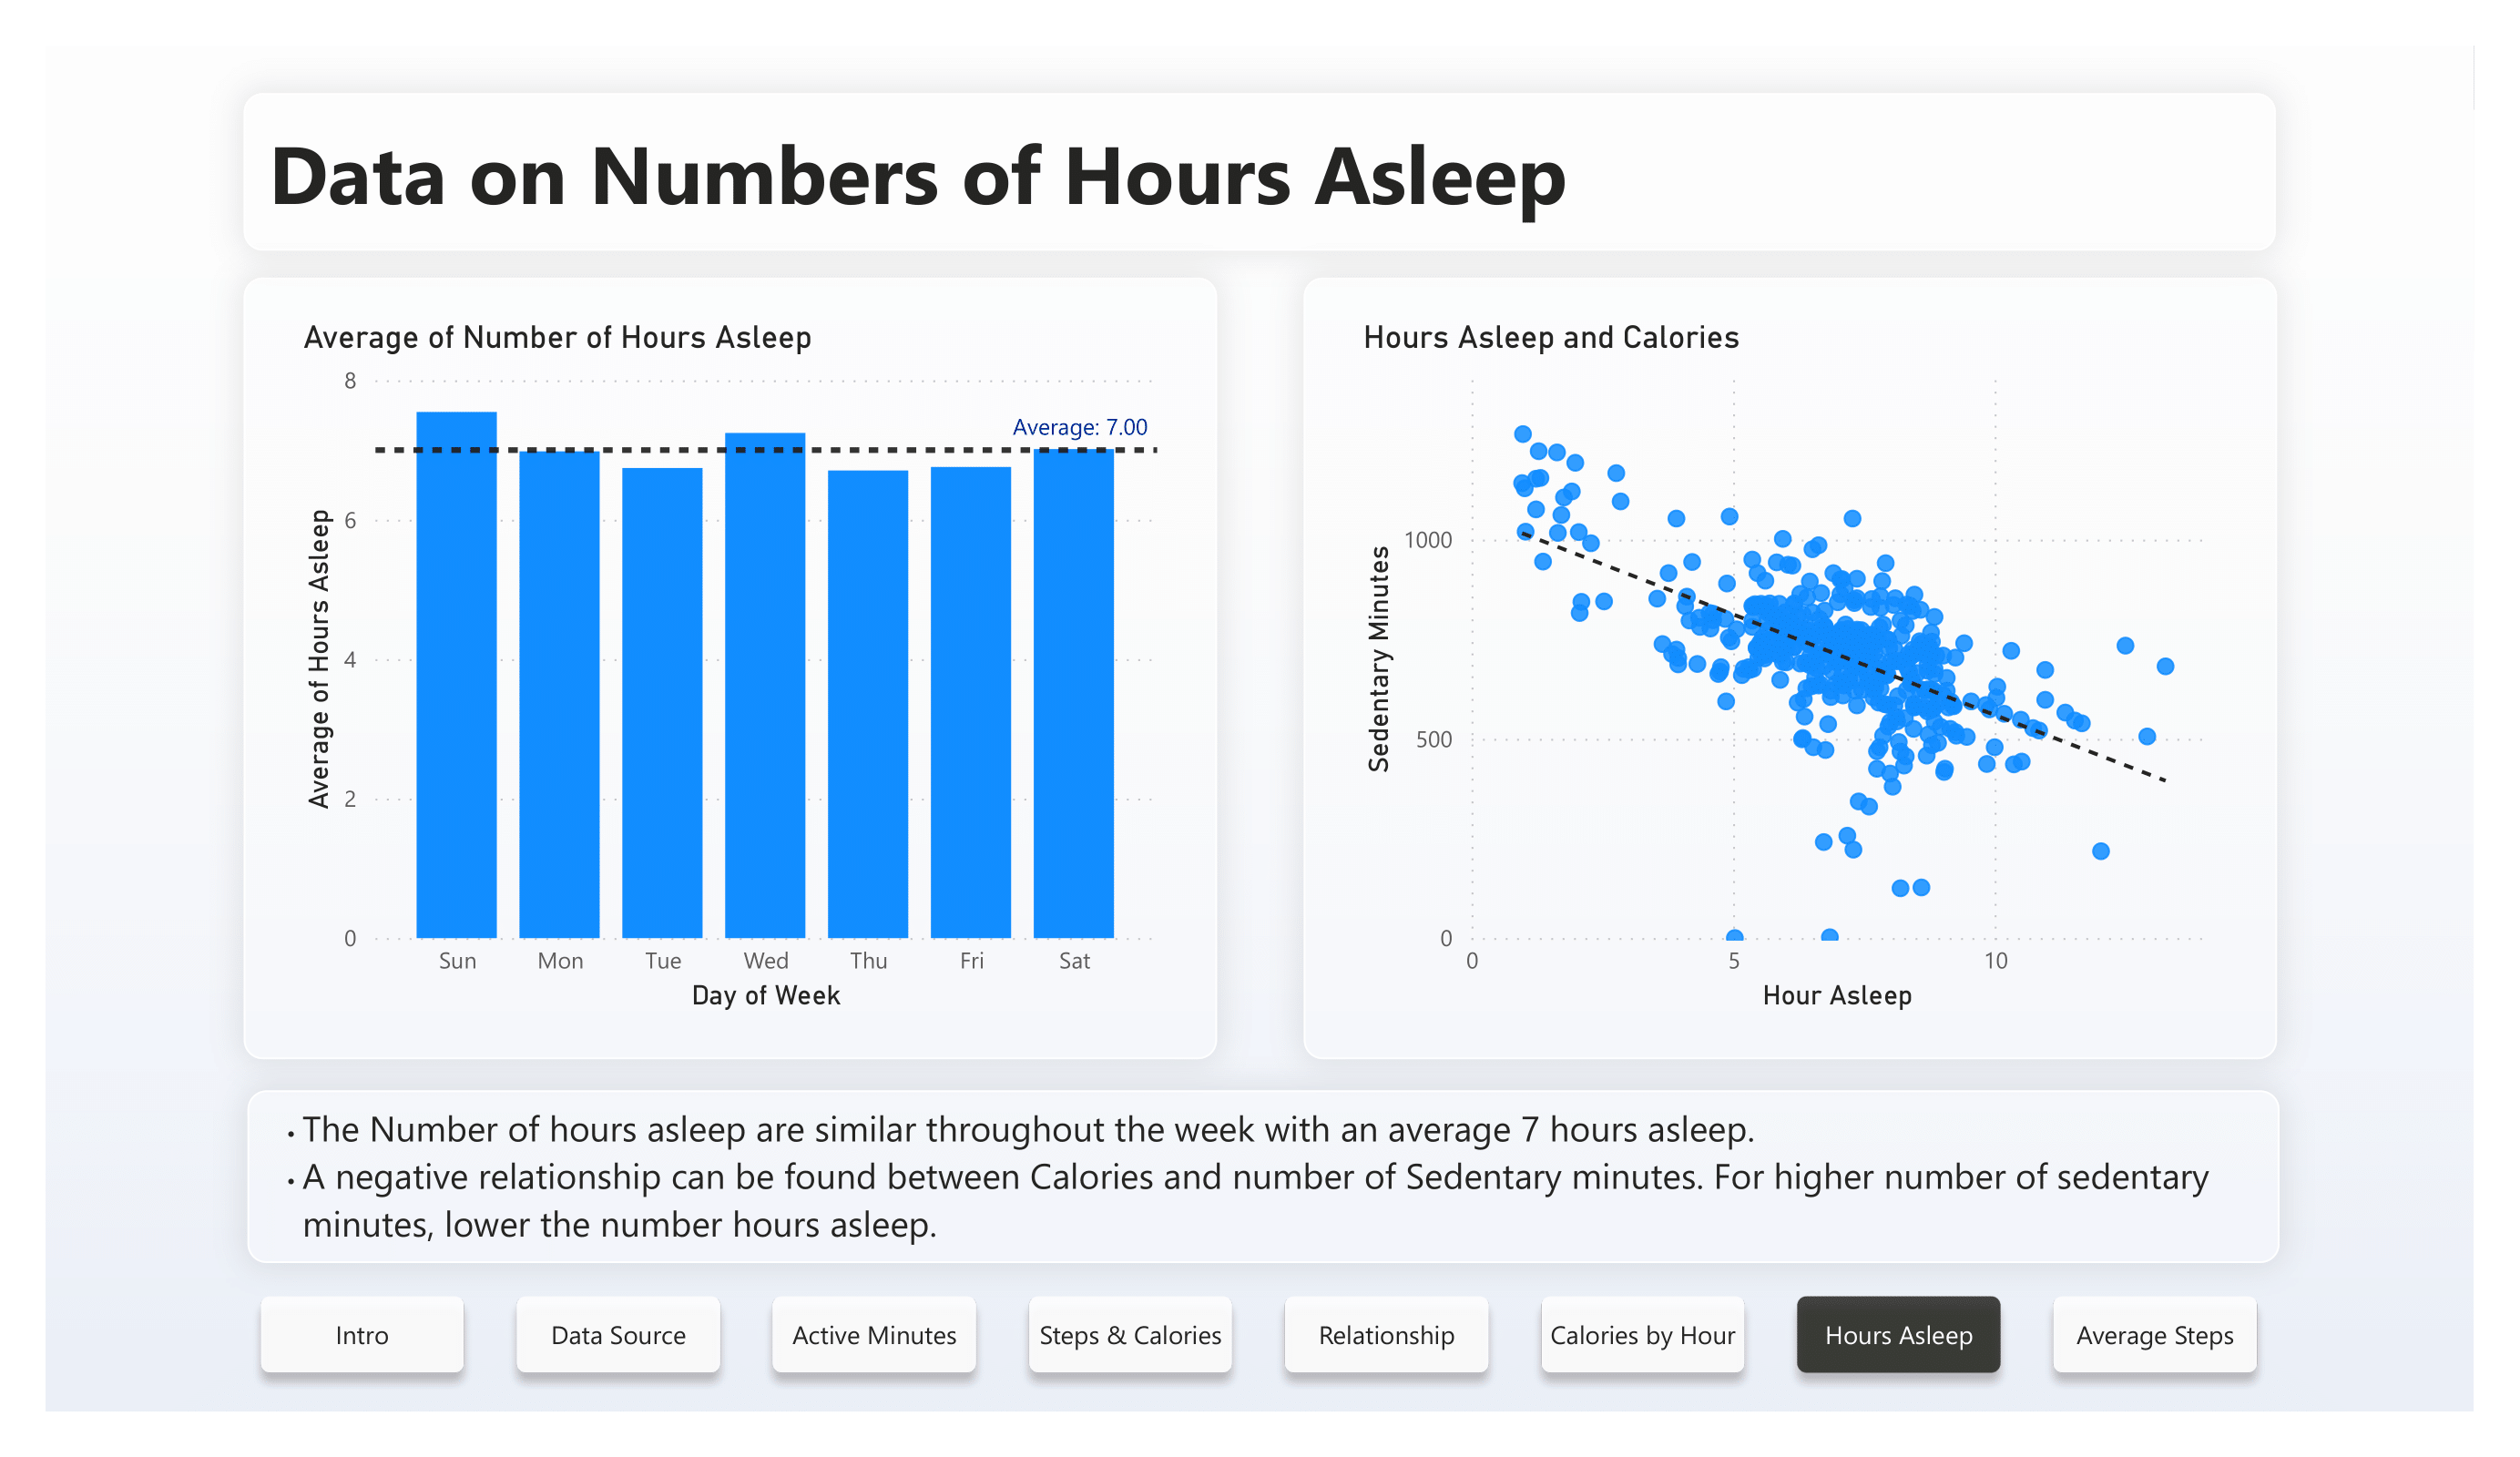 Data on Numbers of Hours Asleep
Average of Number of Hours Asleep
Average of Hours Asleep
8
6
4
2
0
Average: 7.00
Sun Mon Tue Wed Thu Fri Sat
Day of Week
Hours Asleep and Calories
Sedentary Minutes
1000
500
0
0 5 10
Hour Asleep
• The Number of hours asleep are similar throughout the week with an average 7 hours asleep.
• A negative relationship can be found between Calories and number of Sedentary minutes. For higher number of sedentary
minutes, lower the number hours asleep.
Intro Data Source Active Minutes Steps & Calories Relationship Calories by Hour Hours Asleep Average Steps